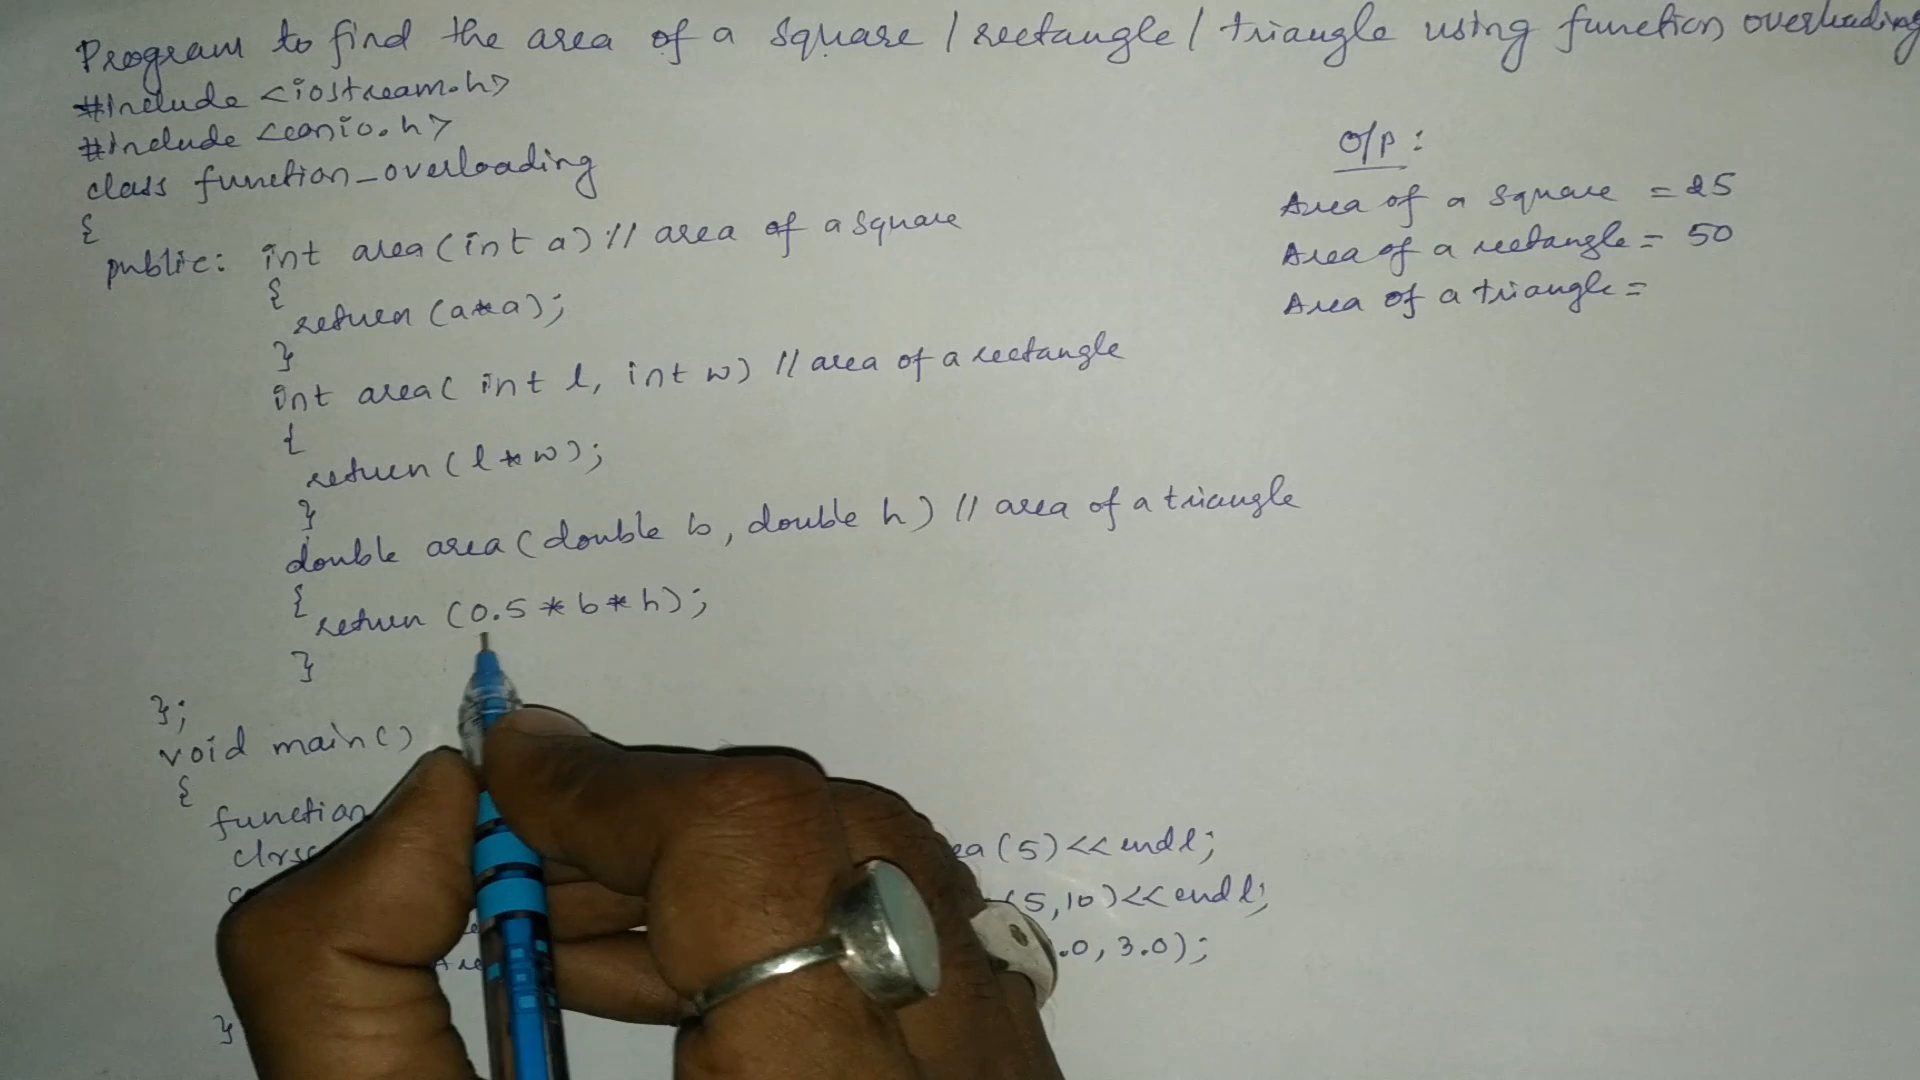 Program to find the area of a square / rectangle / triangle using function overloading
#include <iostream.h>
#include <conio.h>
class function_overloading
{
public: int area(int a) // area of a square
{
return (a*a);
}
int area( int l, int w) // area of a rectangle
{
return (l*w);
}
double area (double b, double h) // area of a triangle
{
return (0.5*b*h);
}
};
void main()
{
function
clrsc
ea (5)<<endl;
(5,10)<<endl;
.0, 3.0);
}
O/P:
Area of a square = 25
Area of a rectangle = 50
Area of a triangle =